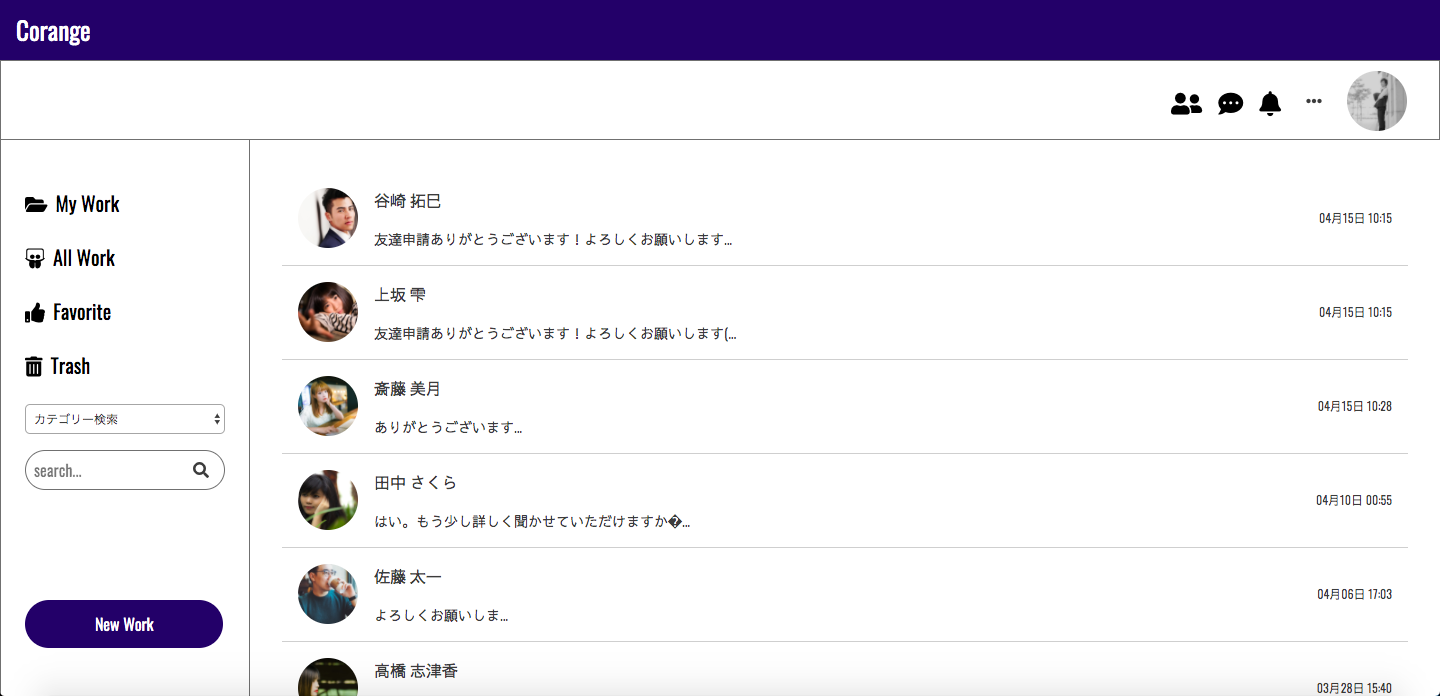 Corange
My Work
All Work
Favorite
Trash
カテゴリー検索
search...
New Work
谷崎 拓巳
友達申請ありがとうございます！よろしくお願いします...
04月15日 10:15
上坂 雫
友達申請ありがとうございます！よろしくお願いします(...
04月15日 10:15
斎藤 美月
ありがとうございます...
04月15日 10:28
田中 さくら
はい。もう少し詳しく聞かせていただけますか�...
04月10日 00:55
佐藤 太一
よろしくお願いしま...
04月06日 17:03
高橋 志津香
03月28日 15:40